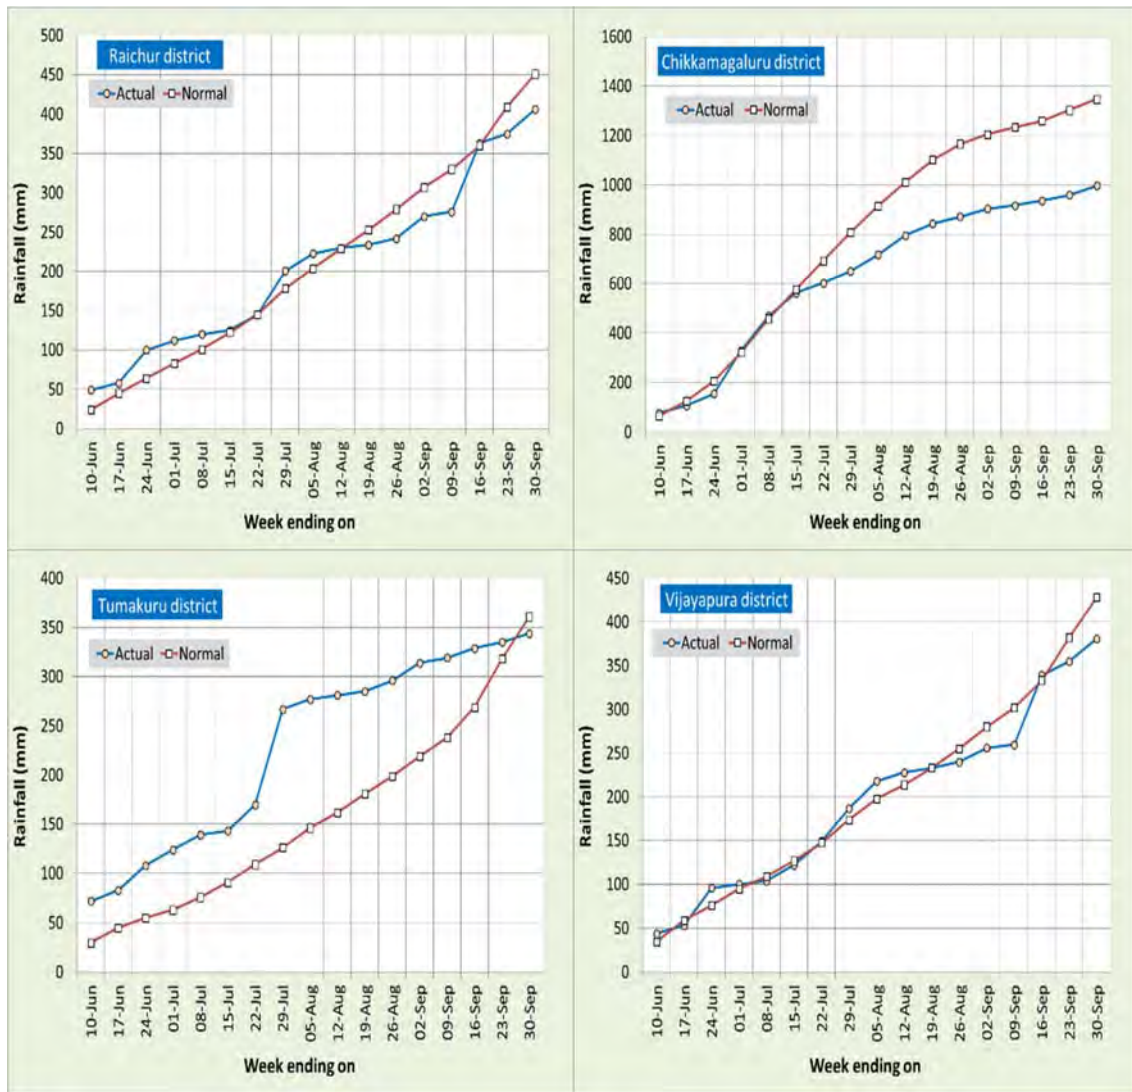 Raichur district
Actual Normal
Rainfall (mm)
500
450
400
350
300
250
200
150
100
50
0
10-Jun 17-Jun 24-Jun 01-Jul 08-Jul 15-Jul 22-Jul 29-Jul 05-Aug 12-Aug 19-Aug 26-Aug 02-Sep 09-Sep 16-Sep 23-Sep 30-Sep
Week ending on
Chikkamagaluru district
Actual Normal
Rainfall (mm)
1600
1400
1200
1000
800
600
400
200
0
10-Jun 17-Jun 24-Jun 01-Jul 08-Jul 15-Jul 22-Jul 29-Jul 05-Aug 12-Aug 19-Aug 26-Aug 02-Sep 09-Sep 16-Sep 23-Sep 30-Sep
Week ending on
Tumakuru district
Actual Normal
Rainfall (mm)
400
350
300
250
200
150
100
50
0
10-Jun 17-Jun 24-Jun 01-Jul 08-Jul 15-Jul 22-Jul 29-Jul 05-Aug 12-Aug 19-Aug 26-Aug 02-Sep 09-Sep 16-Sep 23-Sep 30-Sep
Week ending on
Vijayapura district
Actual Normal
Rainfall (mm)
450
400
350
300
250
200
150
100
50
0
10-Jun 17-Jun 24-Jun 01-Jul 08-Jul 15-Jul 22-Jul 29-Jul 05-Aug 12-Aug 19-Aug 26-Aug 02-Sep 09-Sep 16-Sep 23-Sep 30-Sep
Week ending on